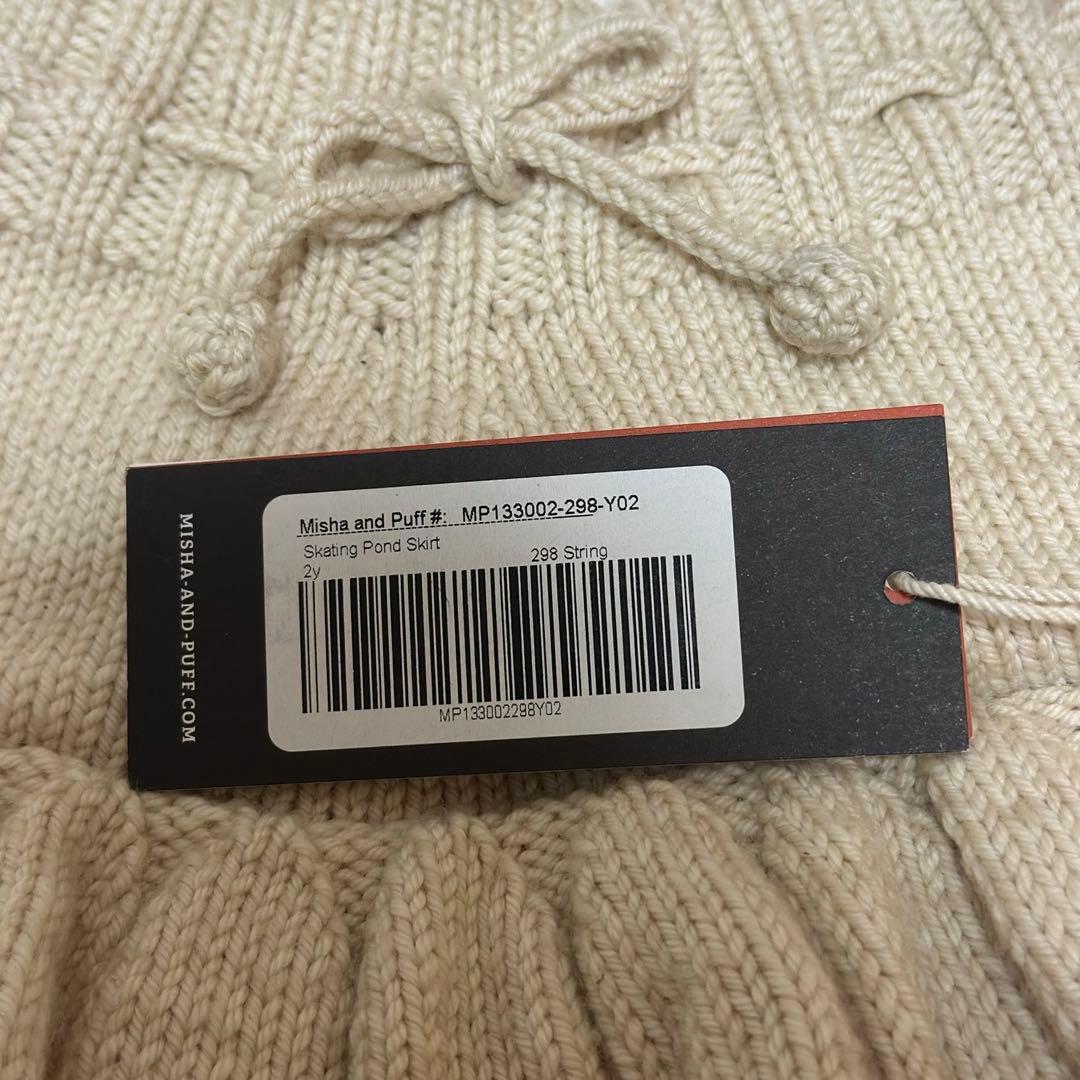 MISHA-AND-PUFF.COM
Misha and Puff #: MP133002-298-Y02
Skating Pond Skirt 298 String
2y
MP133002298Y02